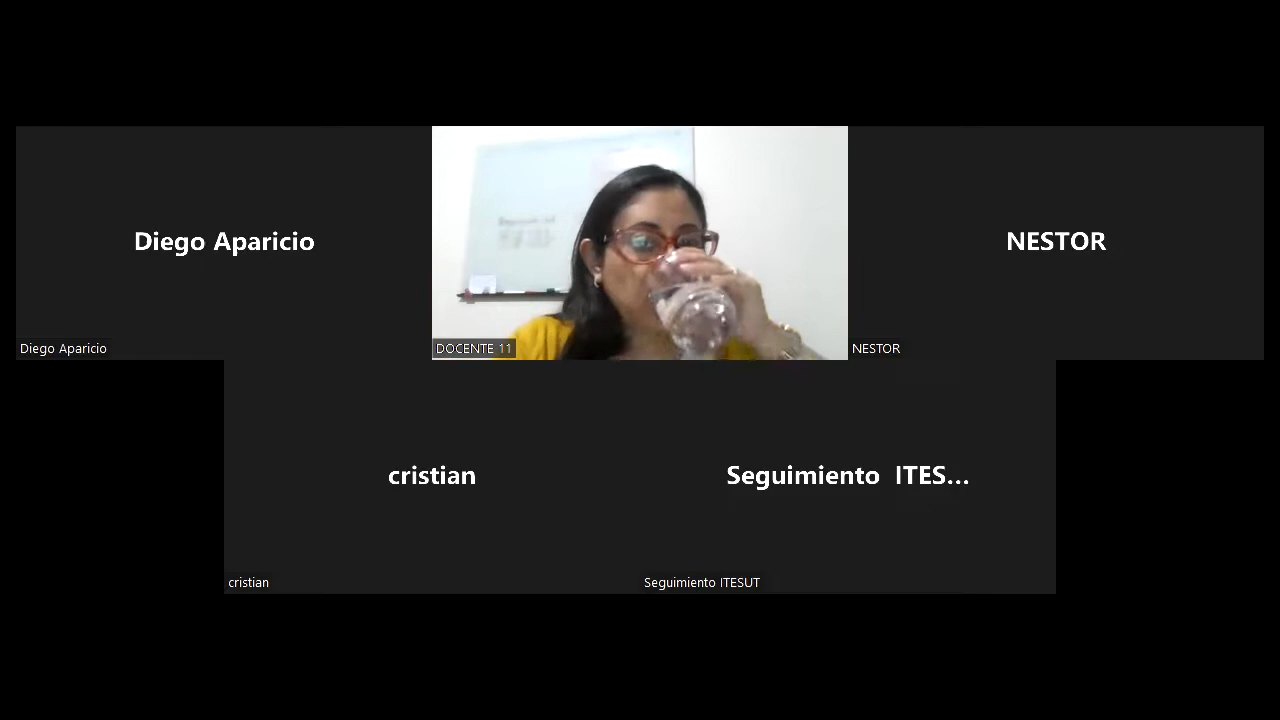 Diego Aparicio
Diego Aparicio
DOCENTE 11
NESTOR
NESTOR
cristian
cristian
Seguimiento ITES...
Seguimiento ITESUT